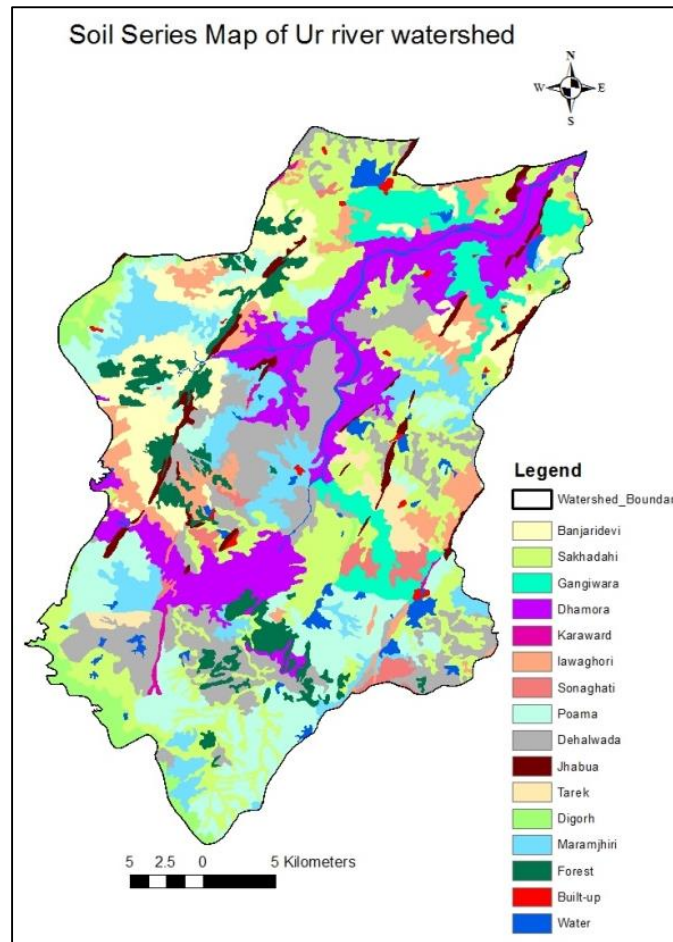 Soil Series Map of Ur river watershed
N
W E
S
Legend
Watershed_Boundar
Banjaridevi
Sakhadahi
Gangiwara
Dhamora
Karaward
lawaghori
Sonaghati
Poama
Dehalwada
Jhabua
Tarek
Digorh
Maramjhiri
Forest
Built-up
Water
5 2.5 0 5 Kilometers